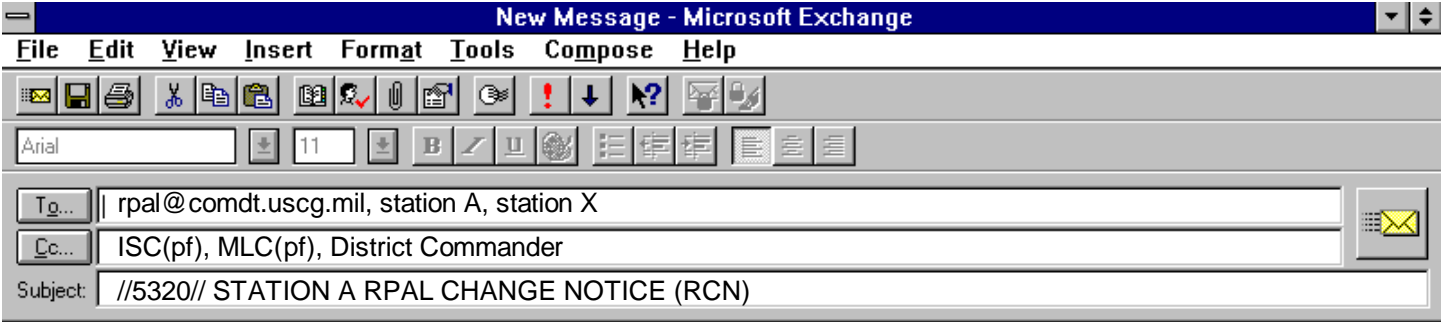 New Message - Microsoft Exchange
File Edit View Insert Format Tools Compose Help
Arial 11 B I U
To... rpal@comdt.uscg.mil, station A, station X
Cc... ISC(pf), MLC(pf), District Commander
Subject: //5320// STATION A RPAL CHANGE NOTICE (RCN)